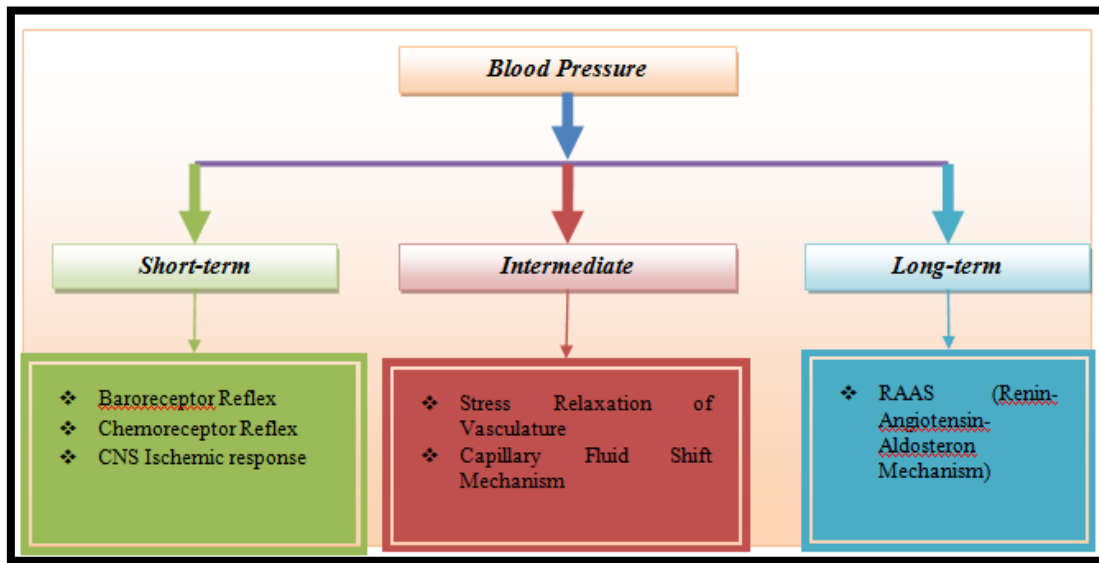 Blood Pressure
Short-term
Intermediate
Long-term
❖ Baroreceptor Reflex
❖ Chemoreceptor Reflex
❖ CNS Ischemic response
❖ Stress Relaxation of
Vasculature
❖ Capillary Fluid Shift
Mechanism
❖ RAAS (Renin-
Angiotensin-
Aldosteron
Mechanism)